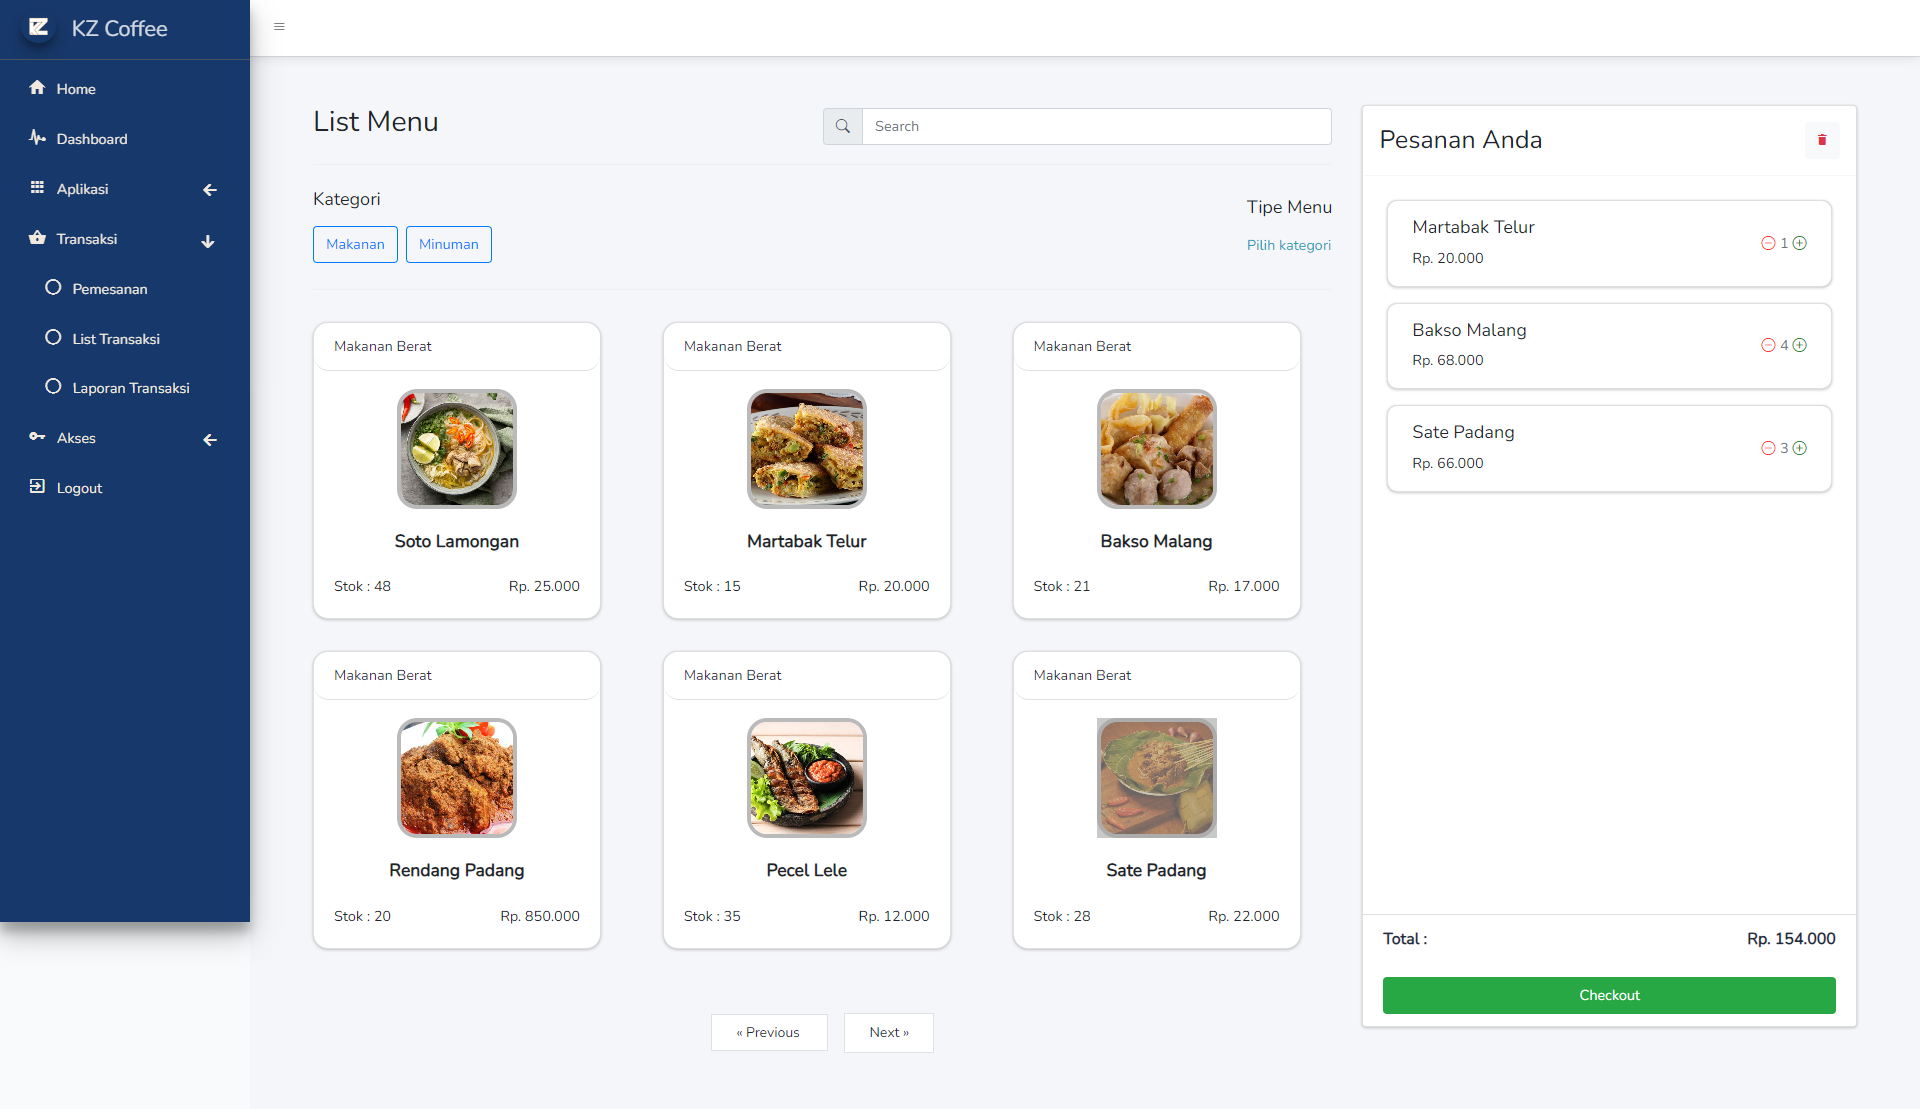 KZ Coffee
Home
Dashboard
Aplikasi
Transaksi
Pemesanan
List Transaksi
Laporan Transaksi
Akses
Logout
List Menu
Search
Kategori
Makanan
Minuman
Tipe Menu
Pilih kategori
Makanan Berat
Soto Lamongan
Stok : 48
Rp. 25.000
Makanan Berat
Martabak Telur
Stok : 15
Rp. 20.000
Makanan Berat
Bakso Malang
Stok : 21
Rp. 17.000
Makanan Berat
Rendang Padang
Stok : 20
Rp. 850.000
Makanan Berat
Pecel Lele
Stok : 35
Rp. 12.000
Makanan Berat
Sate Padang
Stok : 28
Rp. 22.000
« Previous
Next »
Pesanan Anda
Martabak Telur
Rp. 20.000
1
Bakso Malang
Rp. 68.000
4
Sate Padang
Rp. 66.000
3
Total :
Rp. 154.000
Checkout